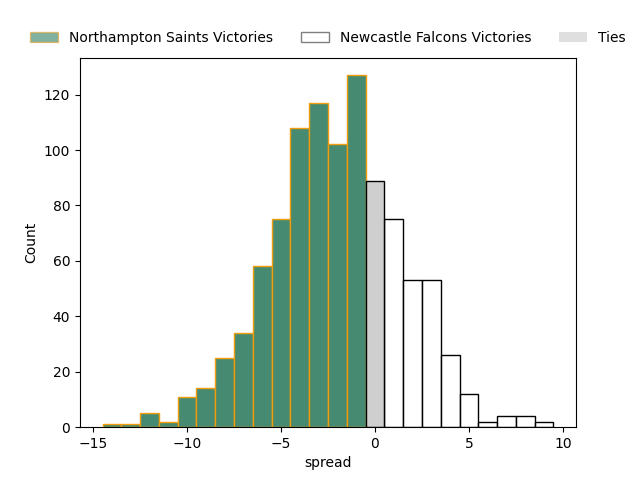 Northampton Saints Victories Newcastle Falcons Victories Ties
120
100
80
60
40
20
0
Count
−15 −10 −5 0 5 10
spread